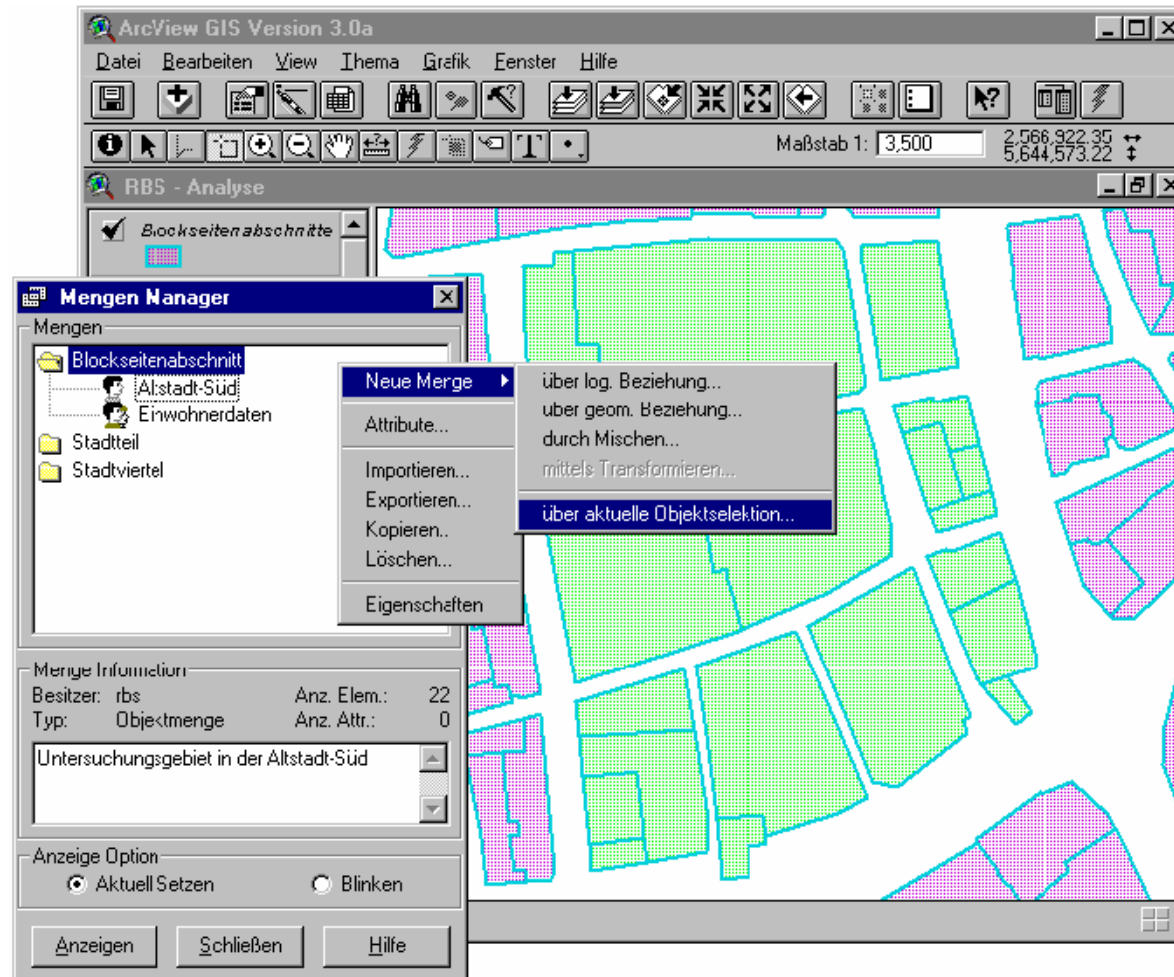 ArcView GIS Version 3.0a
Datei Bearbeiten View Thema Grafik Fenster Hilfe
Maßstab 1: 3,500
2,566,922.35
5,644,573.22
RBS - Analyse
Blockseitenabschnitte
Mengen Manager
Mengen
Blockseitenabschnitt
Altstadt-Süd
Einwohnerdaten
Stadtteil
Stadtviertel
Neue Menge
Attribute...
Importieren...
Exportieren...
Kopieren..
Löschen...
Eigenschaften
über log. Beziehung...
über geom. Beziehung...
durch Mischen...
mittels Transformieren...
über aktuelle Objektselektion...
Menge Information
Besitzer: rbs Anz. Elem.: 22
Typ: Objektmenge Anz. Attr.: 0
Untersuchungsgebiet in der Altstadt-Süd
Anzeige Option
Aktuell Setzen Blinken
Anzeigen Schließen Hilfe